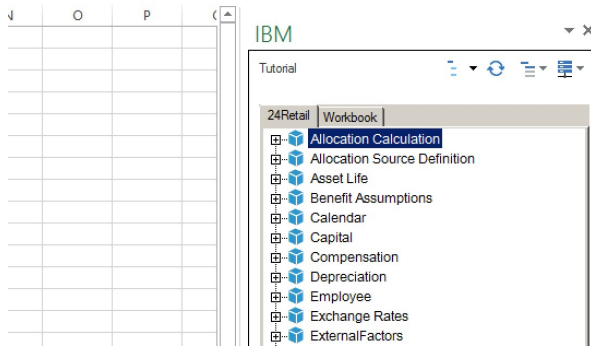 O P
IBM
Tutorial
24Retail Workbook
Allocation Calculation
Allocation Source Definition
Asset Life
Benefit Assumptions
Calendar
Capital
Compensation
Depreciation
Employee
Exchange Rates
ExternalFactors